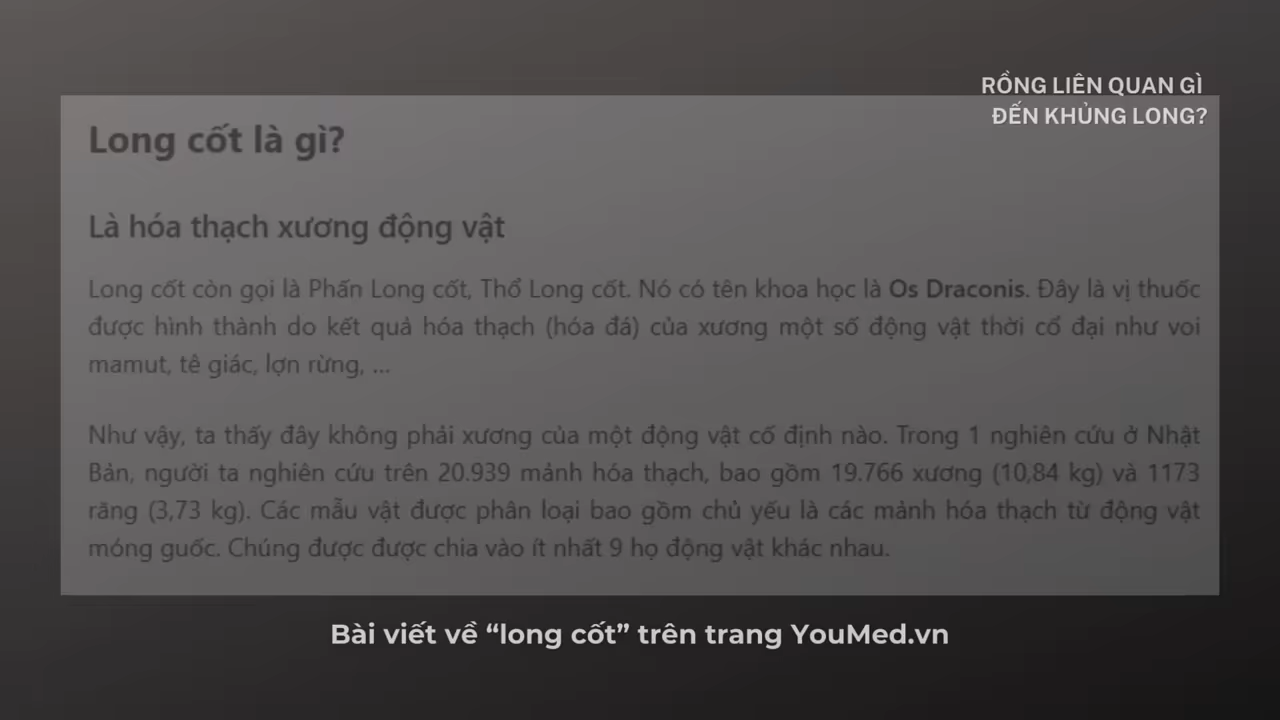 RỒNG LIÊN QUAN GÌ
ĐẾN KHỦNG LONG?
Long cốt là gì?
Là hóa thạch xương động vật
Long cốt còn gọi là Phấn Long cốt, Thổ Long cốt. Nó có tên khoa học là Os Draconis. Đây là vị thuốc
được hình thành do kết quả hóa thạch (hóa đá) của xương một số động vật thời cổ đại như voi
mamut, tê giác, lợn rừng, ...
Như vậy, ta thấy đây không phải xương của một động vật cố định nào. Trong 1 nghiên cứu ở Nhật
Bản, người ta nghiên cứu trên 20.939 mảnh hóa thạch, bao gồm 19.766 xương (10,84 kg) và 1173
răng (3,73 kg). Các mẫu vật được phân loại bao gồm chủ yếu là các mảnh hóa thạch từ động vật
móng guốc. Chúng được được chia vào ít nhất 9 họ động vật khác nhau.
Bài viết về “long cốt” trên trang YouMed.vn